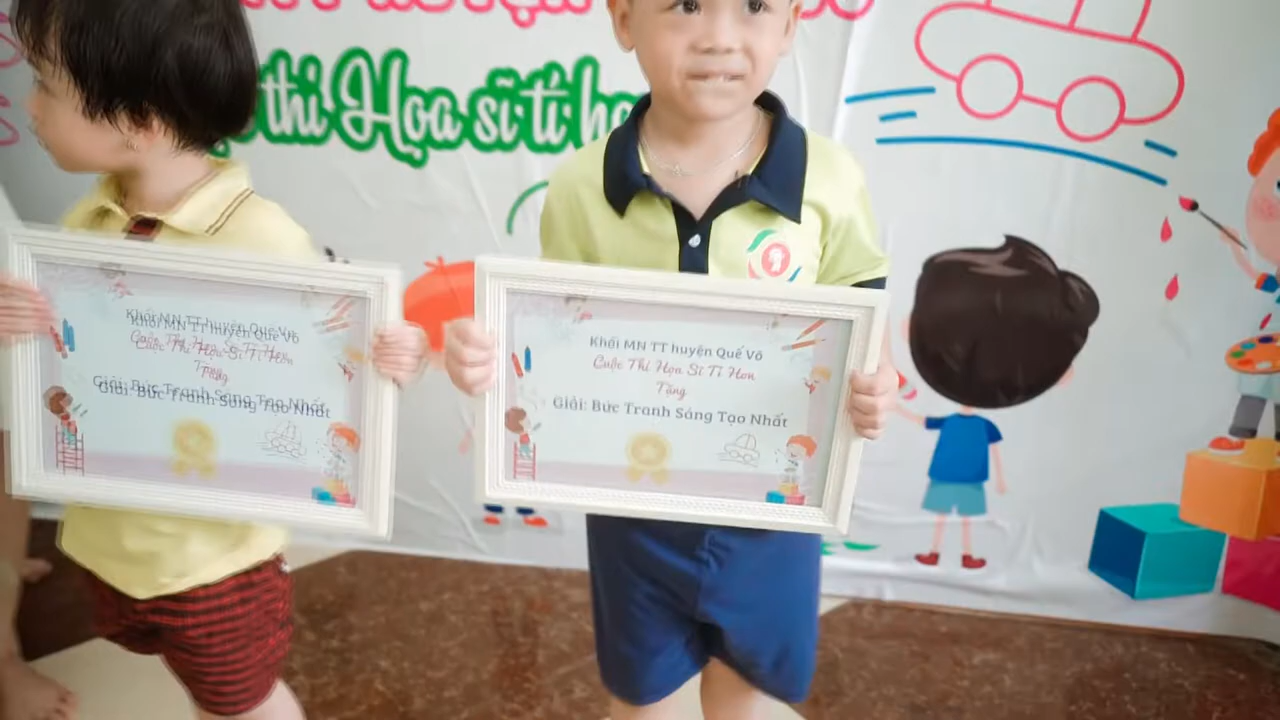 thi Họa sĩ tí
Khối MN TT huyện Quế Võ
Cuộc Thi Họa Sĩ Tí Hon
Tặng
Giải: Bức Tranh Sáng Tạo Nhất
Khối MN TT huyện Quế Võ
Cuộc Thi Họa Sĩ Tí Hon
Tặng
Giải: Bức Tranh Sáng Tạo Nhất